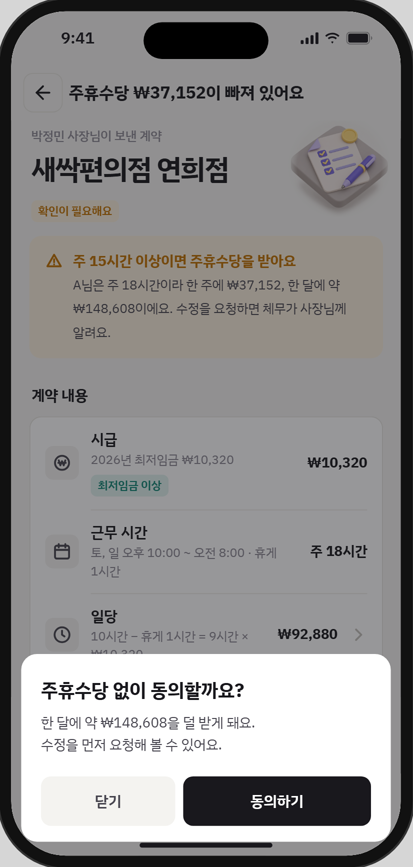 9:41
주휴수당 ₩37,152이 빠져 있어요
박정민 사장님이 보낸 계약
새싹편의점 연희점
확인이 필요해요
주 15시간 이상이면 주휴수당을 받아요
A님은 주 18시간이라 한 주에 ₩37,152, 한 달에 약
₩148,608이에요. 수정을 요청하면 체무가 사장님께
알려요.
계약 내용
시급
2026년 최저임금 ₩10,320
₩10,320
최저임금 이상
근무 시간
토, 일 오후 10:00 ~ 오전 8:00 · 휴게
1시간
주 18시간
일당
10시간 − 휴게 1시간 = 9시간 ×
₩10,320
₩92,880
주휴수당 없이 동의할까요?
한 달에 약 ₩148,608을 덜 받게 돼요.
수정을 먼저 요청해 볼 수 있어요.
닫기
동의하기